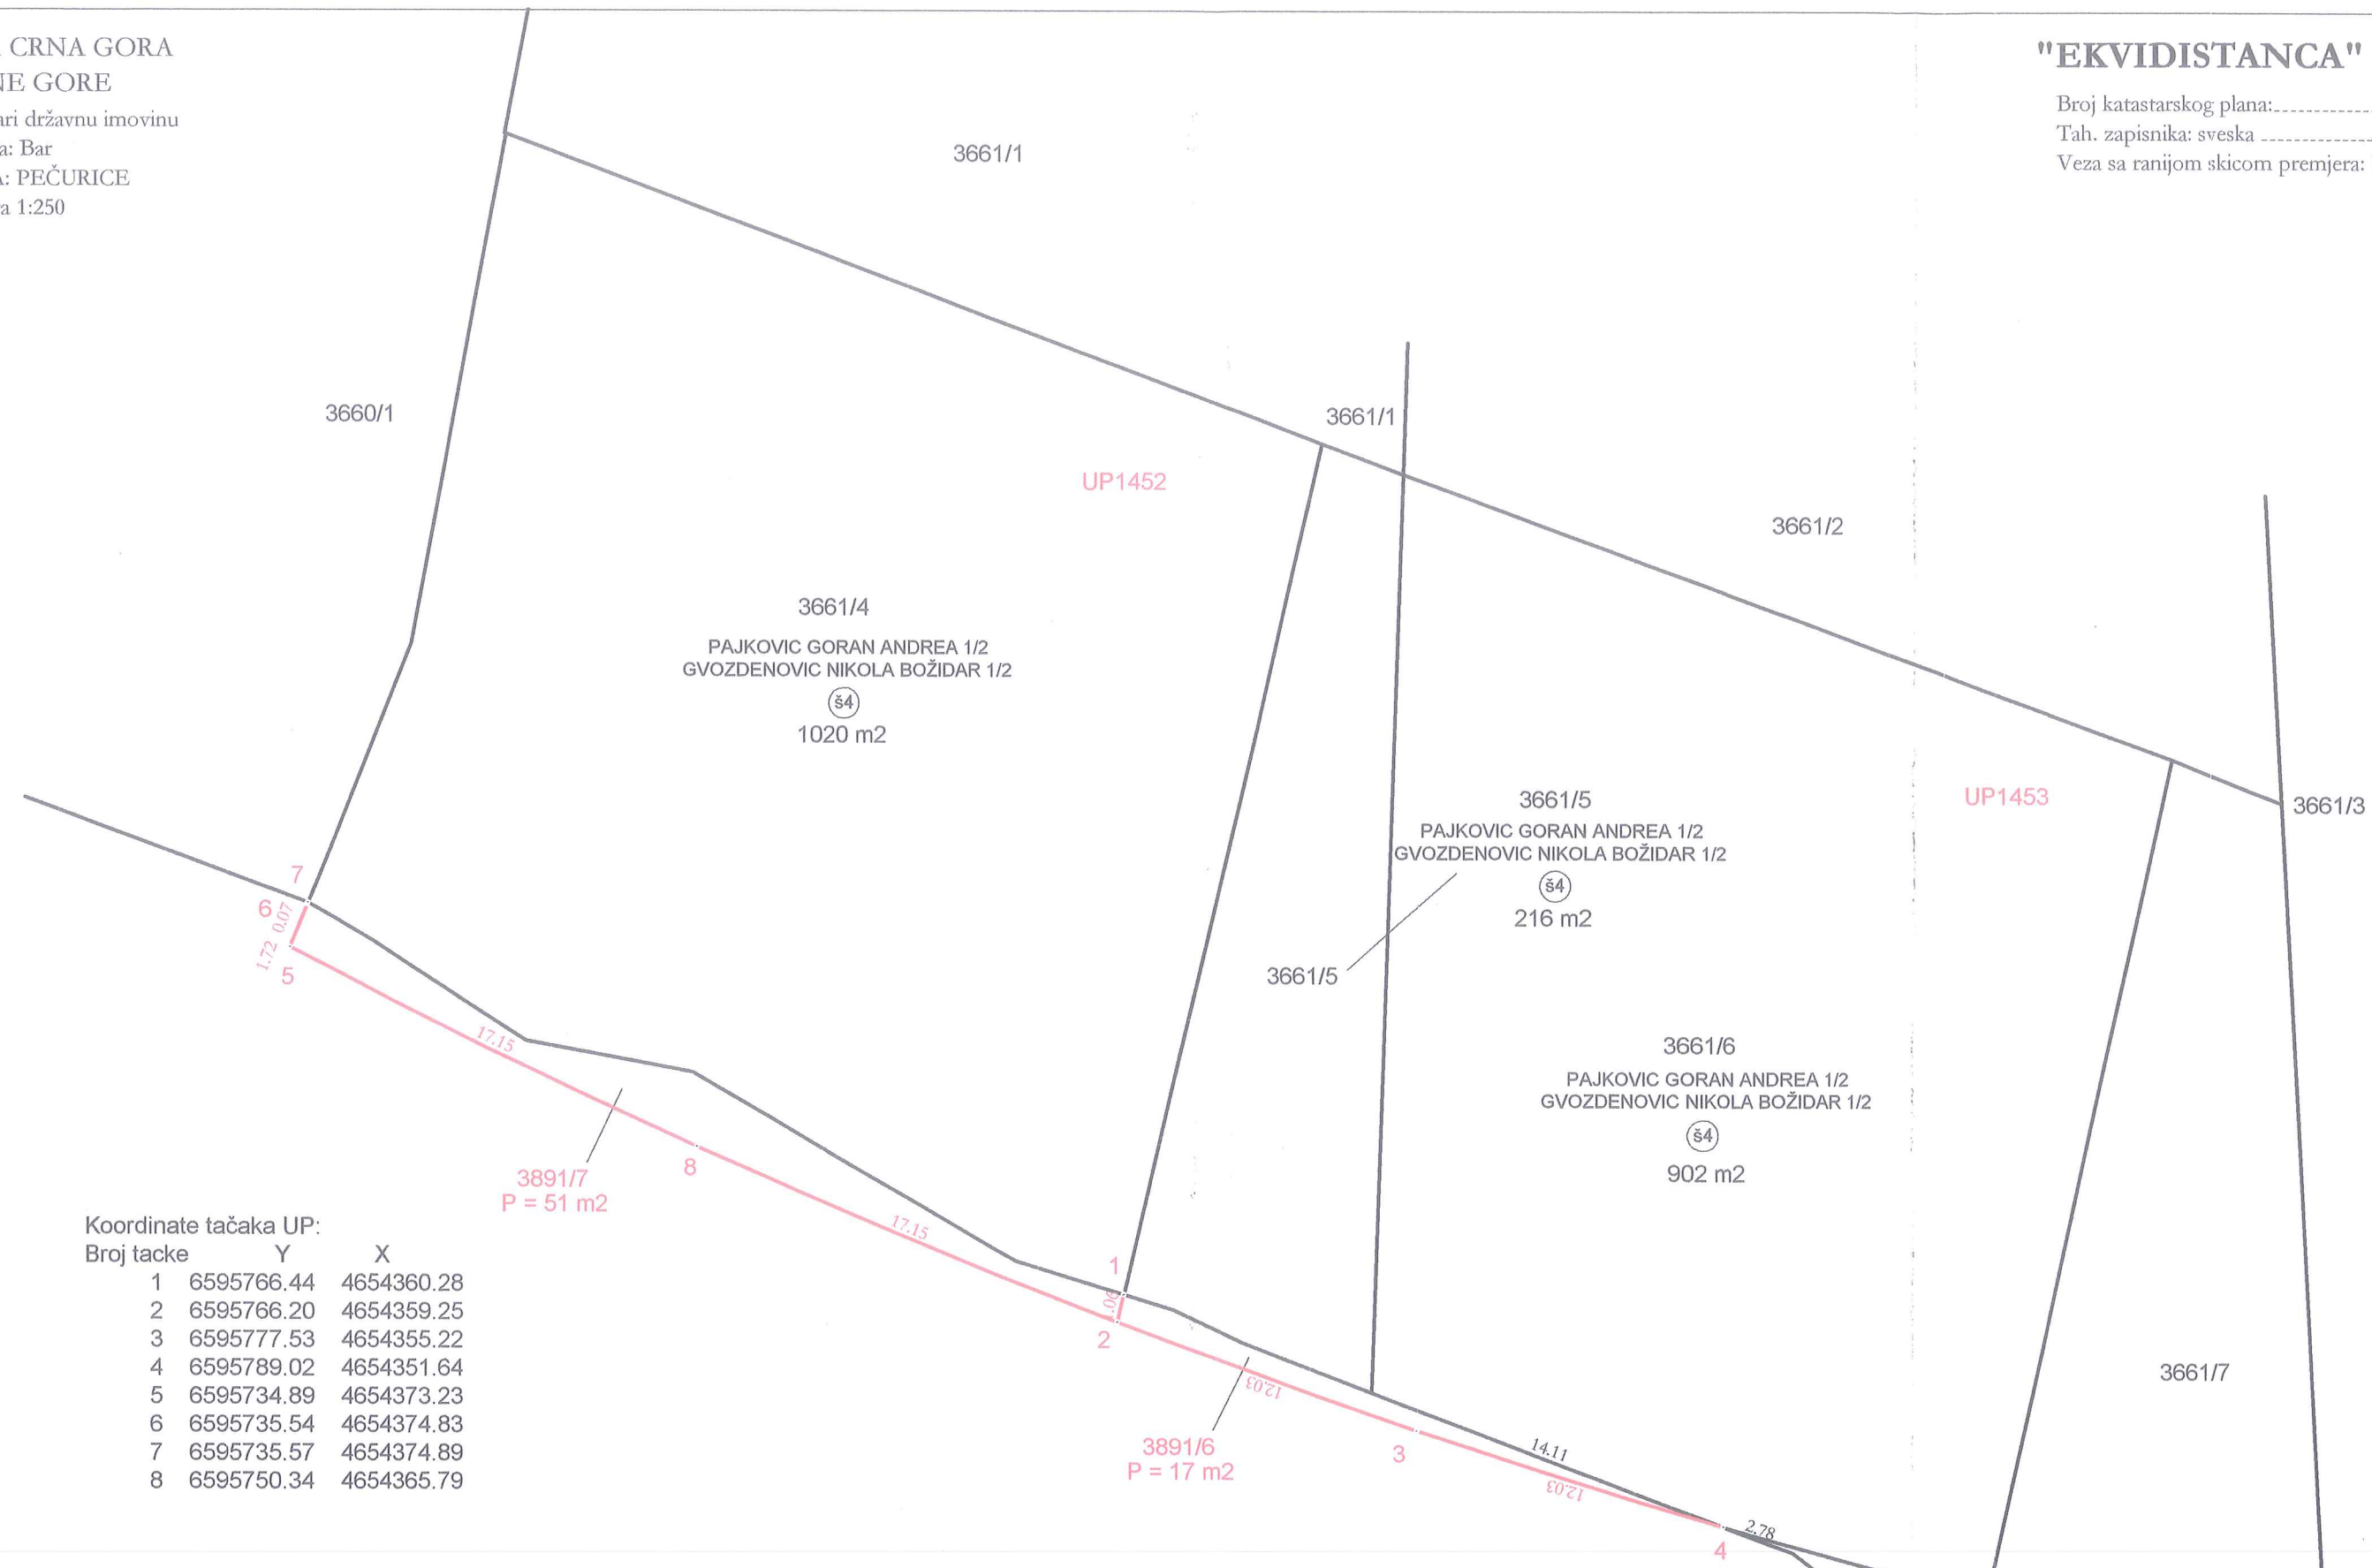 CRNA GORA
NE GORE
državnu imovinu
Bar
PEČURICE
1:250
"EKVIDISTANCA"
Broj katastarskog plana:
Tah. zapisnika: sveska
Veza sa ranijom skicom premjera:
3661/1
3660/1
3661/1
UP1452
3661/2
3661/4
PAJKOVIC GORAN ANDREA 1/2
GVOZDENOVIC NIKOLA BOŽIDAR 1/2
š4
1020 m2
3661/5
PAJKOVIC GORAN ANDREA 1/2
GVOZDENOVIC NIKOLA BOŽIDAR 1/2
š4
216 m2
UP1453
3661/3
3661/5
3661/6
PAJKOVIC GORAN ANDREA 1/2
GVOZDENOVIC NIKOLA BOŽIDAR 1/2
š4
902 m2
7
6
0.07
1.72
5
17.15
8
3891/7
P = 51 m2
17.15
1
2
12.03
3
3891/6
P = 17 m2
14.11
12.03
2.78
4
3661/7
Koordinate tačaka UP:
Broj tacke Y X
1 6595766.44 4654360.28
2 6595766.20 4654359.25
3 6595777.53 4654355.22
4 6595789.02 4654351.64
5 6595734.89 4654373.23
6 6595735.54 4654374.83
7 6595735.57 4654374.89
8 6595750.34 4654365.79